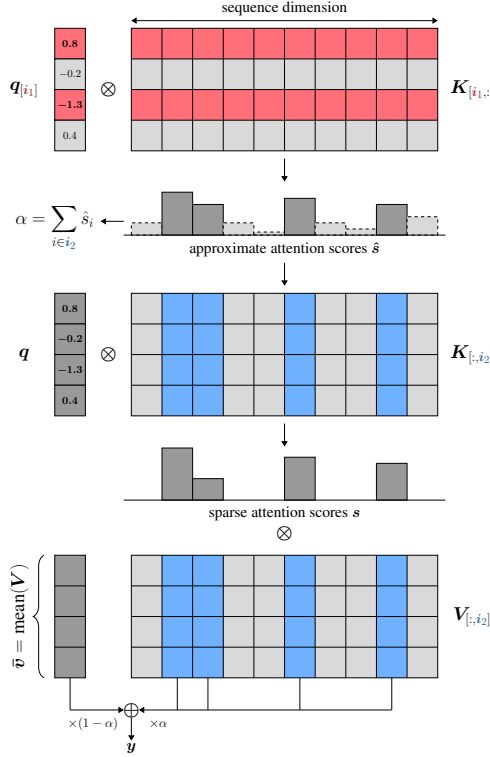 sequence dimension
0.8
−0.2
−1.3
0.4
q[i₁]
⊗
K[i₁,:
α = ∑ i∈i₂ ŝᵢ
approximate attention scores ŝ
0.8
−0.2
−1.3
0.4
q
⊗
K[:,i₂
sparse attention scores s
⊗
v̄ = mean(V)
V[:,i₂]
×(1 − α)
⊕
×α
y